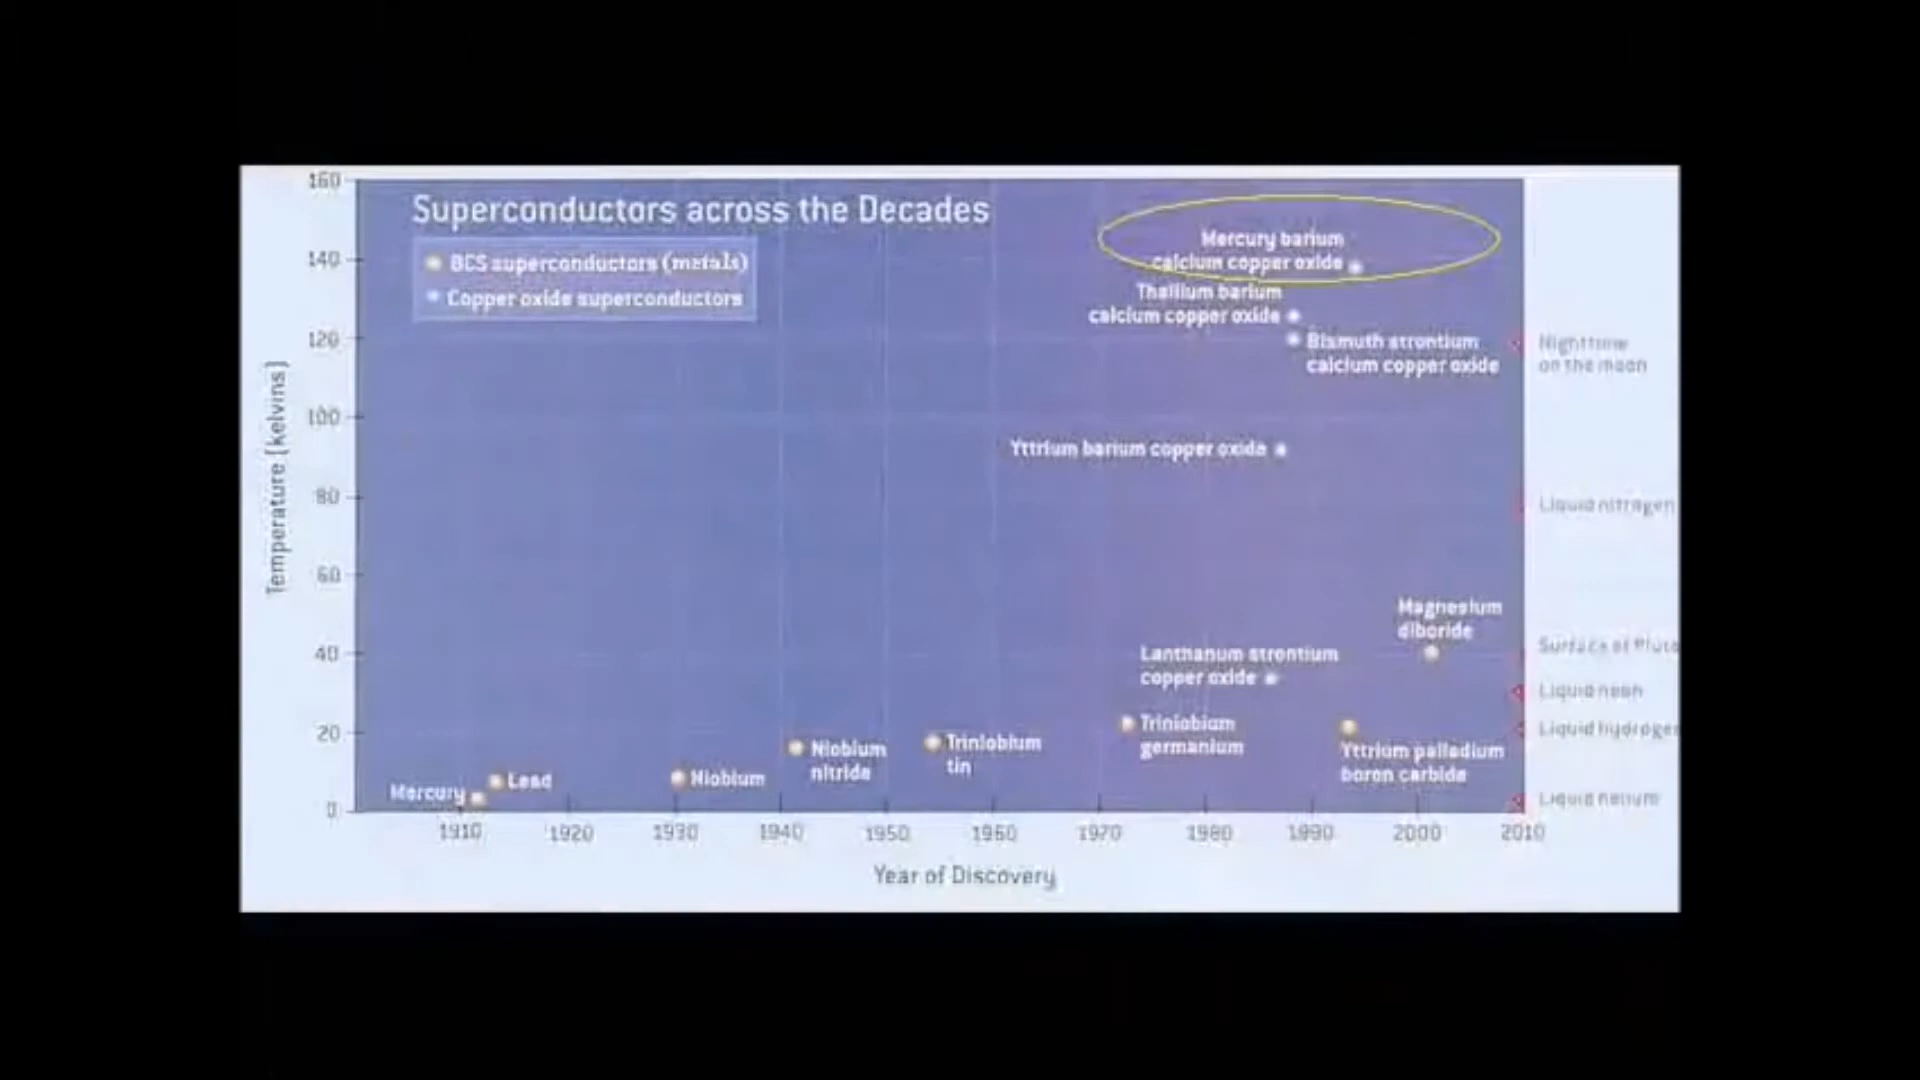 Superconductors across the Decades
BCS superconductors (metals)
Copper oxide superconductors
Temperature (kelvins)
160
140
120
100
80
60
40
20
0
Mercury barium
calcium copper oxide
Thallium barium
calcium copper oxide
Bismuth strontium
calcium copper oxide
Yttrium barium copper oxide
Magnesium
diboride
Lanthanum strontium
copper oxide
Triniobium
germanium
Yttrium palladium
boron carbide
Niobium
nitride
Triniobium
tin
Niobium
Lead
Mercury
Nighttime
on the moon
Liquid nitrogen
Surface of Pluto
Liquid neon
Liquid hydrogen
Liquid helium
1910 1920 1930 1940 1950 1960 1970 1980 1990 2000 2010
Year of Discovery